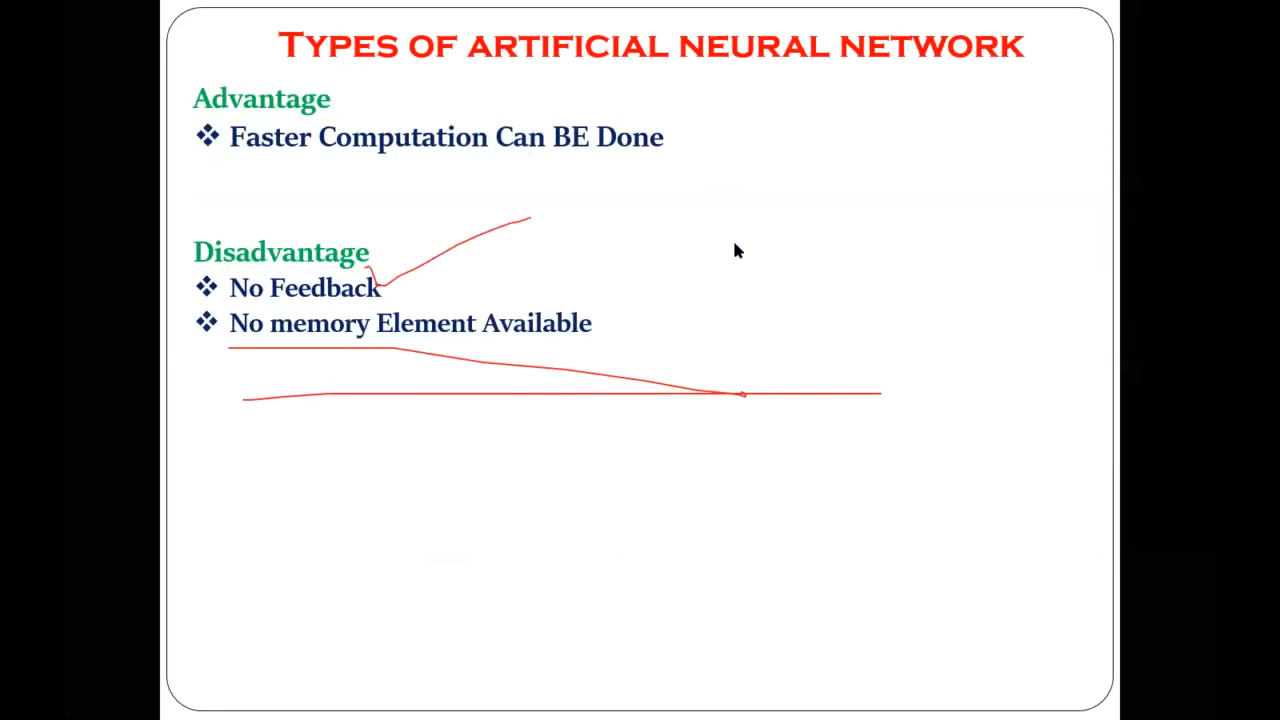 Types of artificial neural network
Advantage
❖ Faster Computation Can BE Done
Disadvantage
❖ No Feedback
❖ No memory Element Available